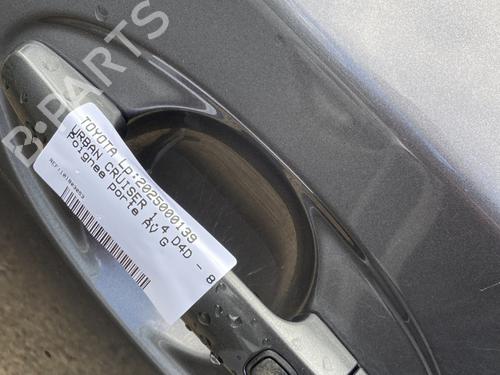 B-PARTS
TOYOTA LP:2025000139
URBAN CRUISER 1.4 D4D - 8
Poignee porte AV G